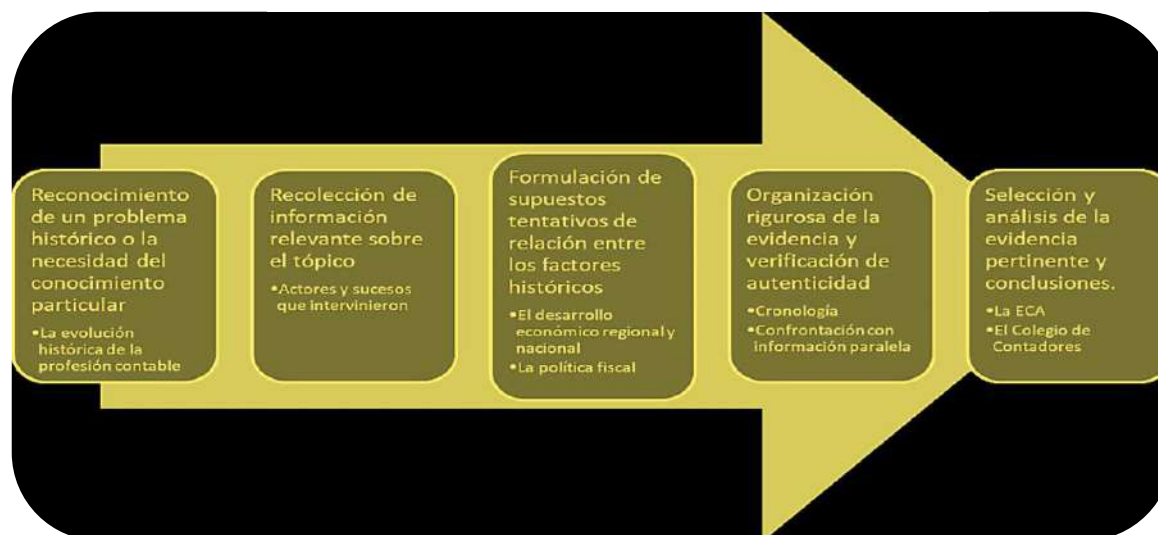 Reconocimiento
de un problema
histórico o la
necesidad del
conocimiento
particular
•La evolución
histórica de la
profesión contable
Recolección de
información
relevante sobre
el tópico
•Actores y sucesos
que intervinieron
Formulación de
supuestos
tentativos de
relación entre
los factores
históricos
•El desarrollo
económico regional y
nacional
•La política fiscal
Organización
rigurosa de la
evidencia y
verificación de
autenticidad
•Cronología
•Confrontación con
información paralela
Selección y
análisis de la
evidencia
pertinente y
conclusiones.
•La ECA
•El Colegio de
Contadores